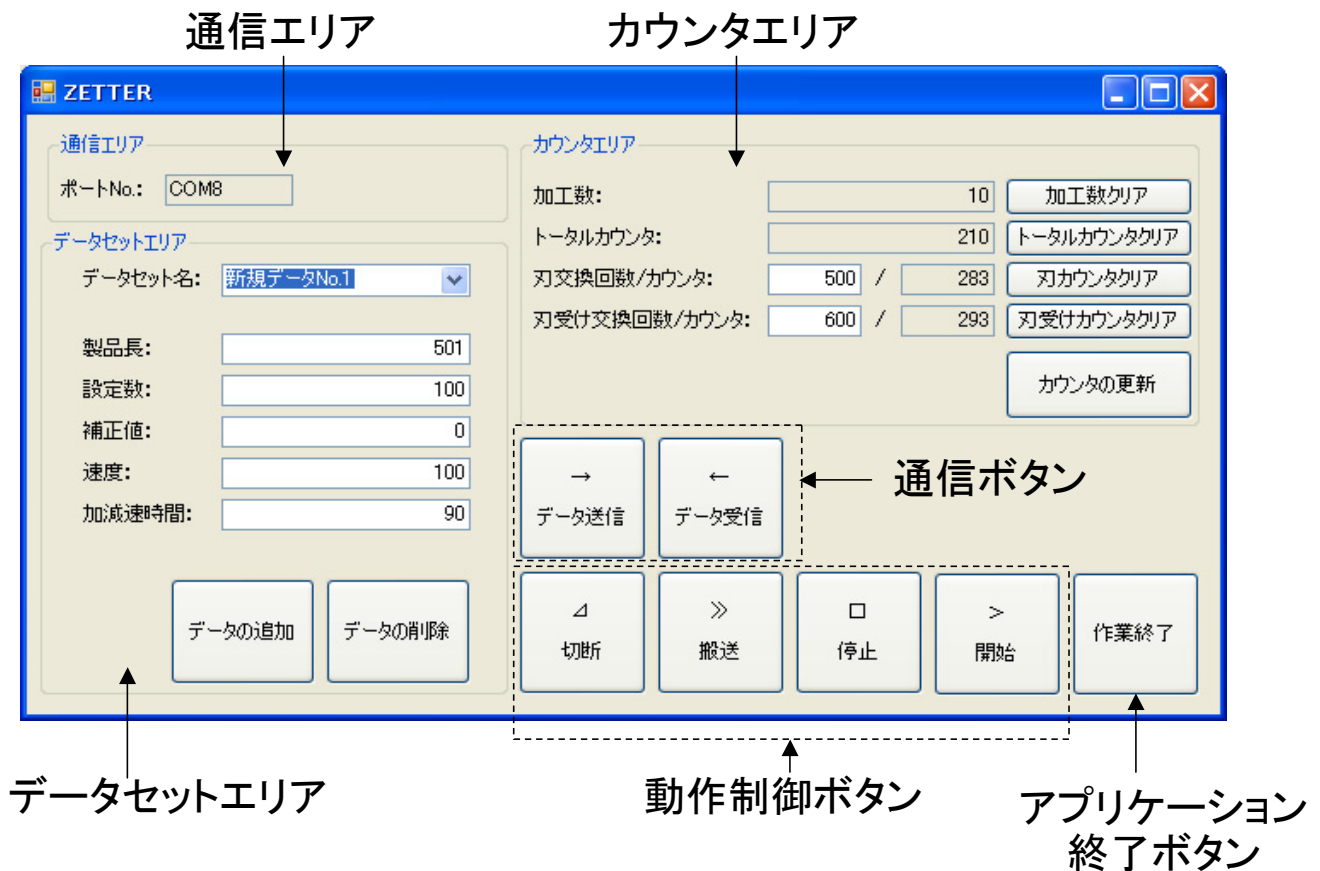 通信エリア
カウンタエリア
ZETTER
通信エリア
ポートNo.: COM8
データセットエリア
データセット名: 新規データNo.1
製品長: 501
設定数: 100
補正値: 0
速度: 100
加減速時間: 90
データの追加 データの削除
カウンタエリア
加工数: 10 加工数クリア
トータルカウンタ: 210 トータルカウンタクリア
刃交換回数/カウンタ: 500 / 283 刃カウンタクリア
刃受け交換回数/カウンタ: 600 / 293 刃受けカウンタクリア
カウンタの更新
→ ←
データ送信 データ受信
通信ボタン
⊿ ≫ □ >
切断 搬送 停止 開始
作業終了
データセットエリア
動作制御ボタン
アプリケーション
終了ボタン